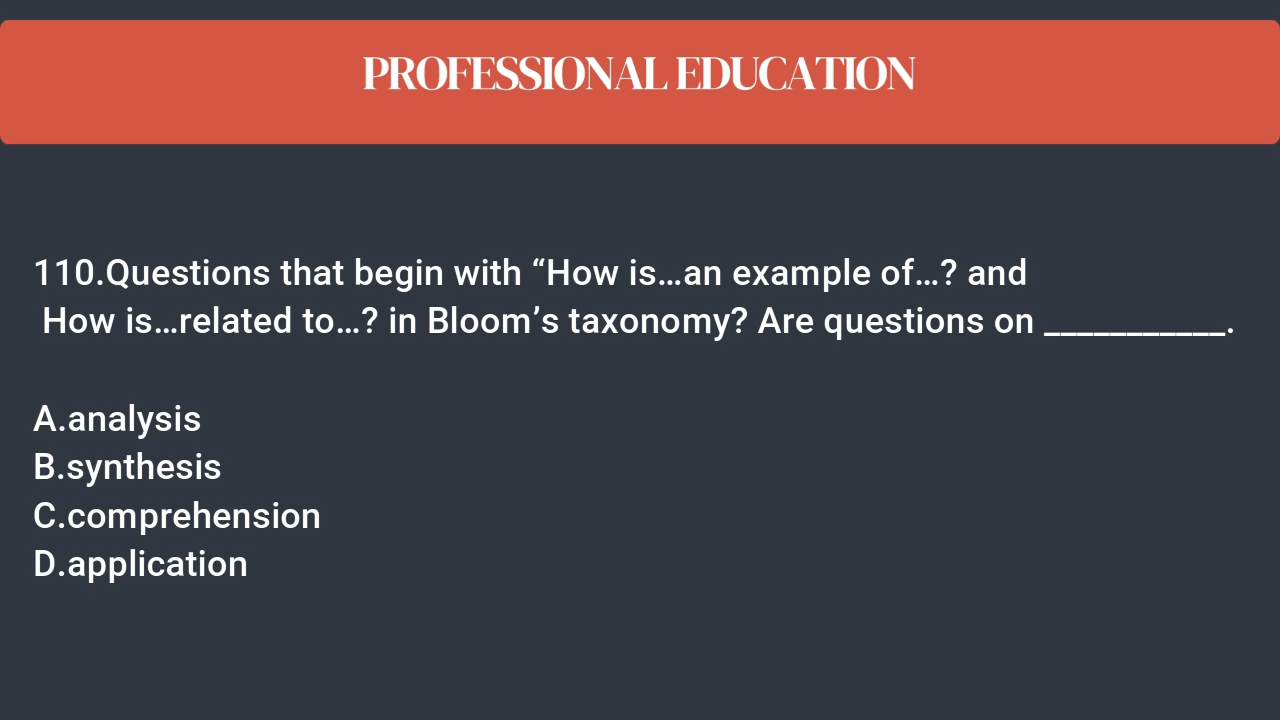 PROFESSIONAL EDUCATION
110.Questions that begin with “How is...an example of...? and
How is...related to...? in Bloom’s taxonomy? Are questions on ___________.
A.analysis
B.synthesis
C.comprehension
D.application